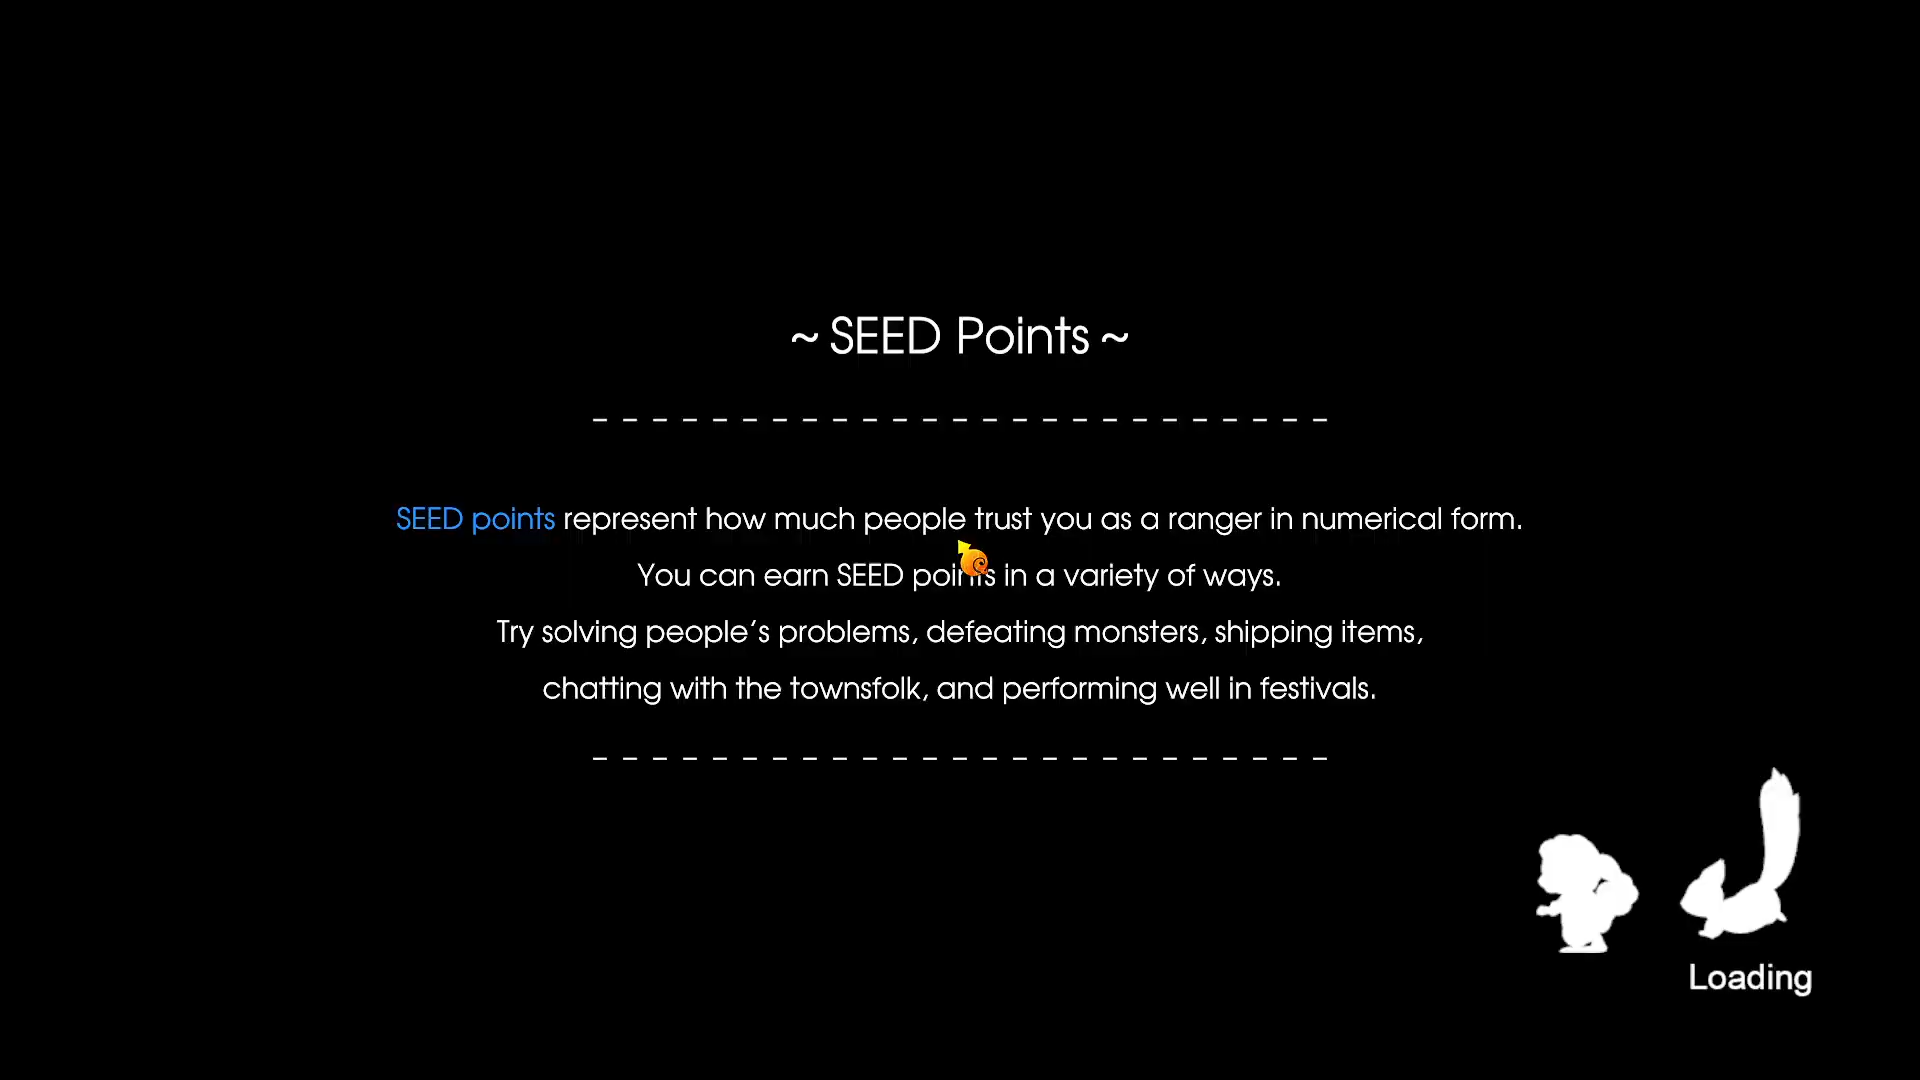 ~ SEED Points ~
– – – – – – – – – – – – – – – – – – – – – – – – –
SEED points represent how much people trust you as a ranger in numerical form.
You can earn SEED points in a variety of ways.
Try solving people's problems, defeating monsters, shipping items,
chatting with the townsfolk, and performing well in festivals.
– – – – – – – – – – – – – – – – – – – – – – – – –
Loading